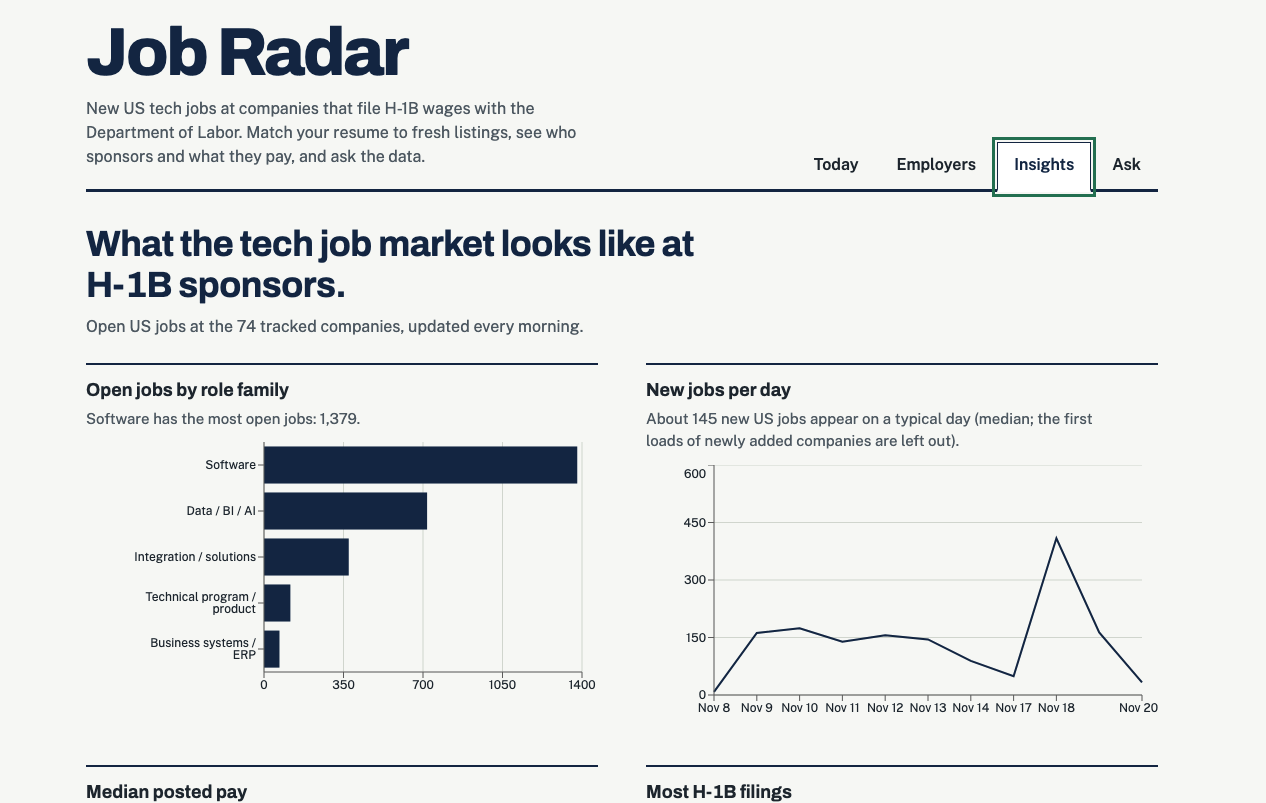 Job Radar
New US tech jobs at companies that file H-1B wages with the
Department of Labor. Match your resume to fresh listings, see who
sponsors and what they pay, and ask the data.
Today
Employers
Insights
Ask
What the tech job market looks like at
H-1B sponsors.
Open US jobs at the 74 tracked companies, updated every morning.
Open jobs by role family
Software has the most open jobs: 1,379.
Software
Data / BI / AI
Integration / solutions
Technical program /
product
Business systems /
ERP
0 350 700 1050 1400
New jobs per day
About 145 new US jobs appear on a typical day (median; the first
loads of newly added companies are left out).
600
450
300
150
0
Nov 8 Nov 9 Nov 10 Nov 11 Nov 12 Nov 13 Nov 14 Nov 17 Nov 18 Nov 20
Median posted pay
Most H-1B filings